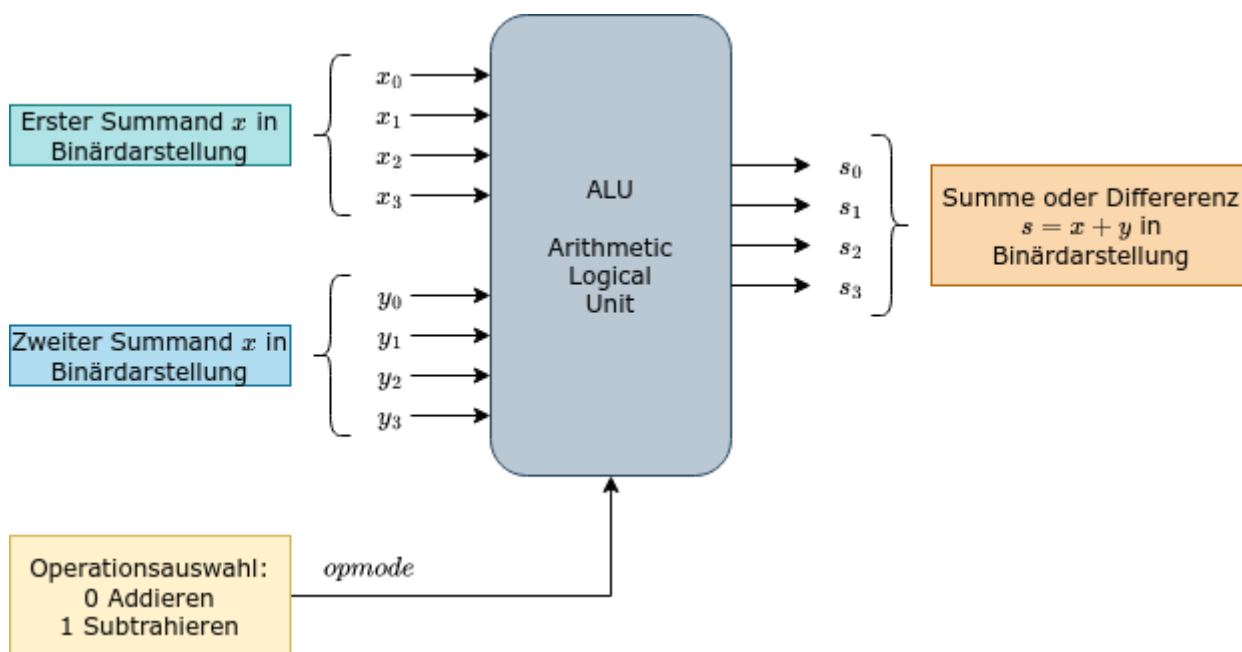 Erster Summand x in
Binärdarstellung
x₀
x₁
x₂
x₃
Zweiter Summand x in
Binärdarstellung
y₀
y₁
y₂
y₃
Operationsauswahl:
0 Addieren
1 Subtrahieren
opmode
ALU
Arithmetic
Logical
Unit
s₀
s₁
s₂
s₃
Summe oder Differerenz
s = x + y in
Binärdarstellung